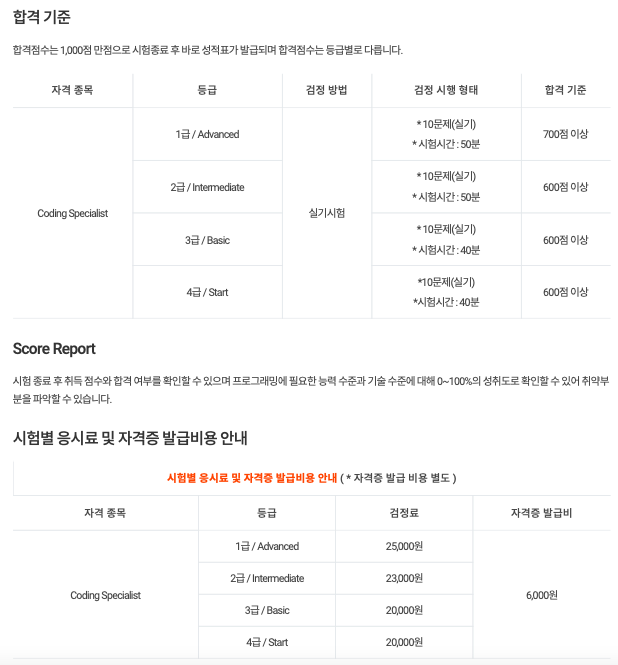 합격 기준
합격점수는 1,000점 만점으로 시험종료 후 바로 성적표가 발급되며 합격점수는 등급별로 다릅니다.
자격 종목 등급 검정 방법 검정 시행 형태 합격 기준
Coding Specialist
1급 / Advanced
실기시험
* 10문제(실기)
* 시험시간 : 50분
700점 이상
2급 / Intermediate
* 10문제(실기)
* 시험시간 : 50분
600점 이상
3급 / Basic
* 10문제(실기)
* 시험시간 : 40분
600점 이상
4급 / Start
*10문제(실기)
*시험시간 : 40분
600점 이상
Score Report
시험 종료 후 취득 점수와 합격 여부를 확인할 수 있으며 프로그래밍에 필요한 능력 수준과 기술 수준에 대해 0~100%의 성취도로 확인할 수 있어 취약부
분을 파악할 수 있습니다.
시험별 응시료 및 자격증 발급비용 안내
시험별 응시료 및 자격증 발급비용 안내 ( * 자격증 발급 비용 별도 )
자격 종목 등급 검정료 자격증 발급비
Coding Specialist
1급 / Advanced 25,000원
2급 / Intermediate 23,000원
3급 / Basic 20,000원
4급 / Start 20,000원
6,000원